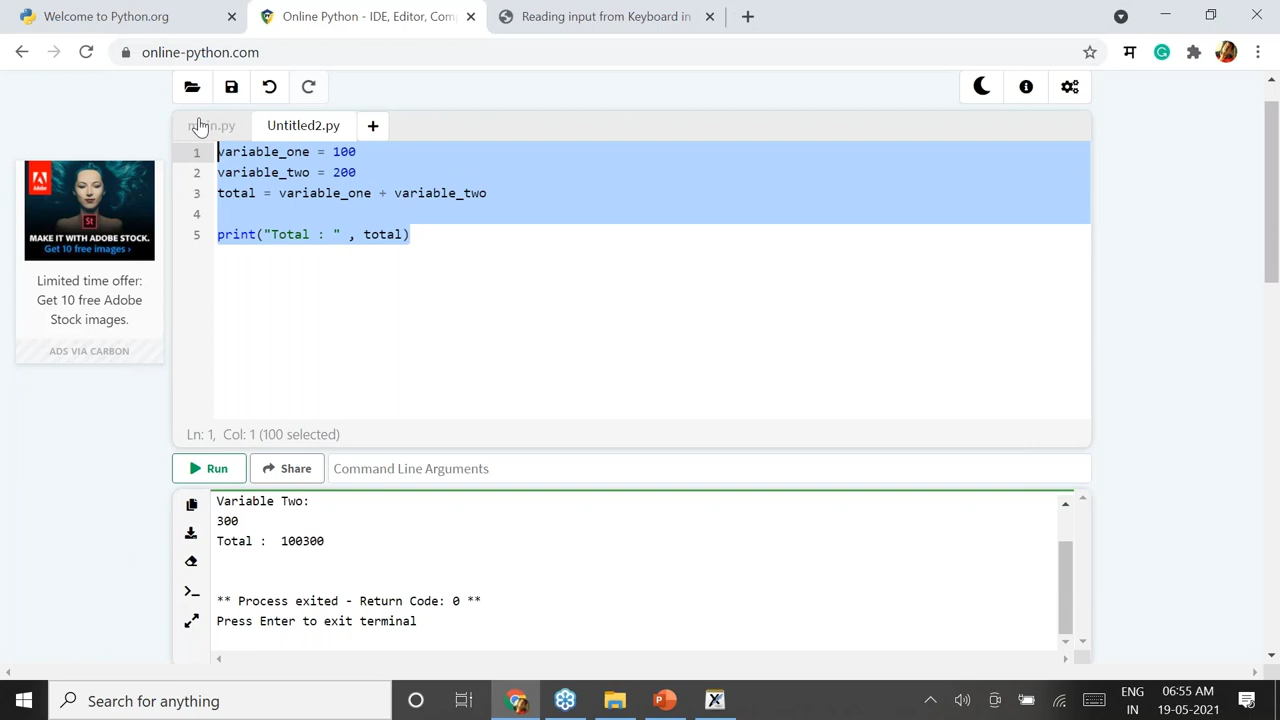 Welcome to Python.org
Online Python - IDE, Editor, Com
Reading input from Keyboard in
online-python.com
म
G
main.py
Untitled2.py
1 variable_one = 100
2 variable_two = 200
3 total = variable_one + variable_two
4
5 print("Total : " , total)
Adobe
St
MAKE IT WITH ADOBE STOCK.
Get 10 free images ›
Limited time offer:
Get 10 free Adobe
Stock images.
ADS VIA CARBON
Ln: 1, Col: 1 (100 selected)
Run
Share
Command Line Arguments
Variable Two:
300
Total :  100300
** Process exited - Return Code: 0 **
Press Enter to exit terminal
Search for anything
ENG
IN
06:55 AM
19-05-2021